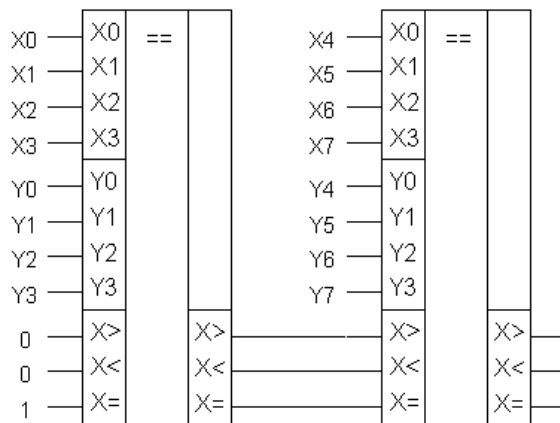 X0 X0 == X4 X0 ==
X1 X1 X5 X1
X2 X2 X6 X2
X3 X3 X7 X3
Y0 Y0 Y4 Y0
Y1 Y1 Y5 Y1
Y2 Y2 Y6 Y2
Y3 Y3 Y7 Y3
0 X> X> X> X>
0 X< X< X< X<
1 X= X= X= X=